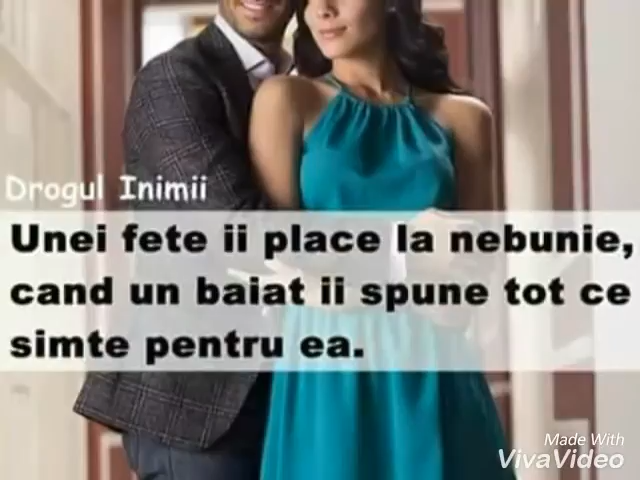 Drogul Inimii
Unei fete ii place la nebunie,
cand un baiat ii spune tot ce
simte pentru ea.
Made With
VivaVideo